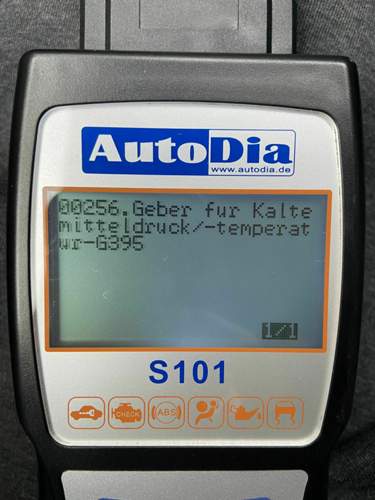 AutoDia
www.autodia.de
00256.Geber fur Kalte
mitteldruck/-temperat
ur-G395
1/1
S101
CHECK
ABS